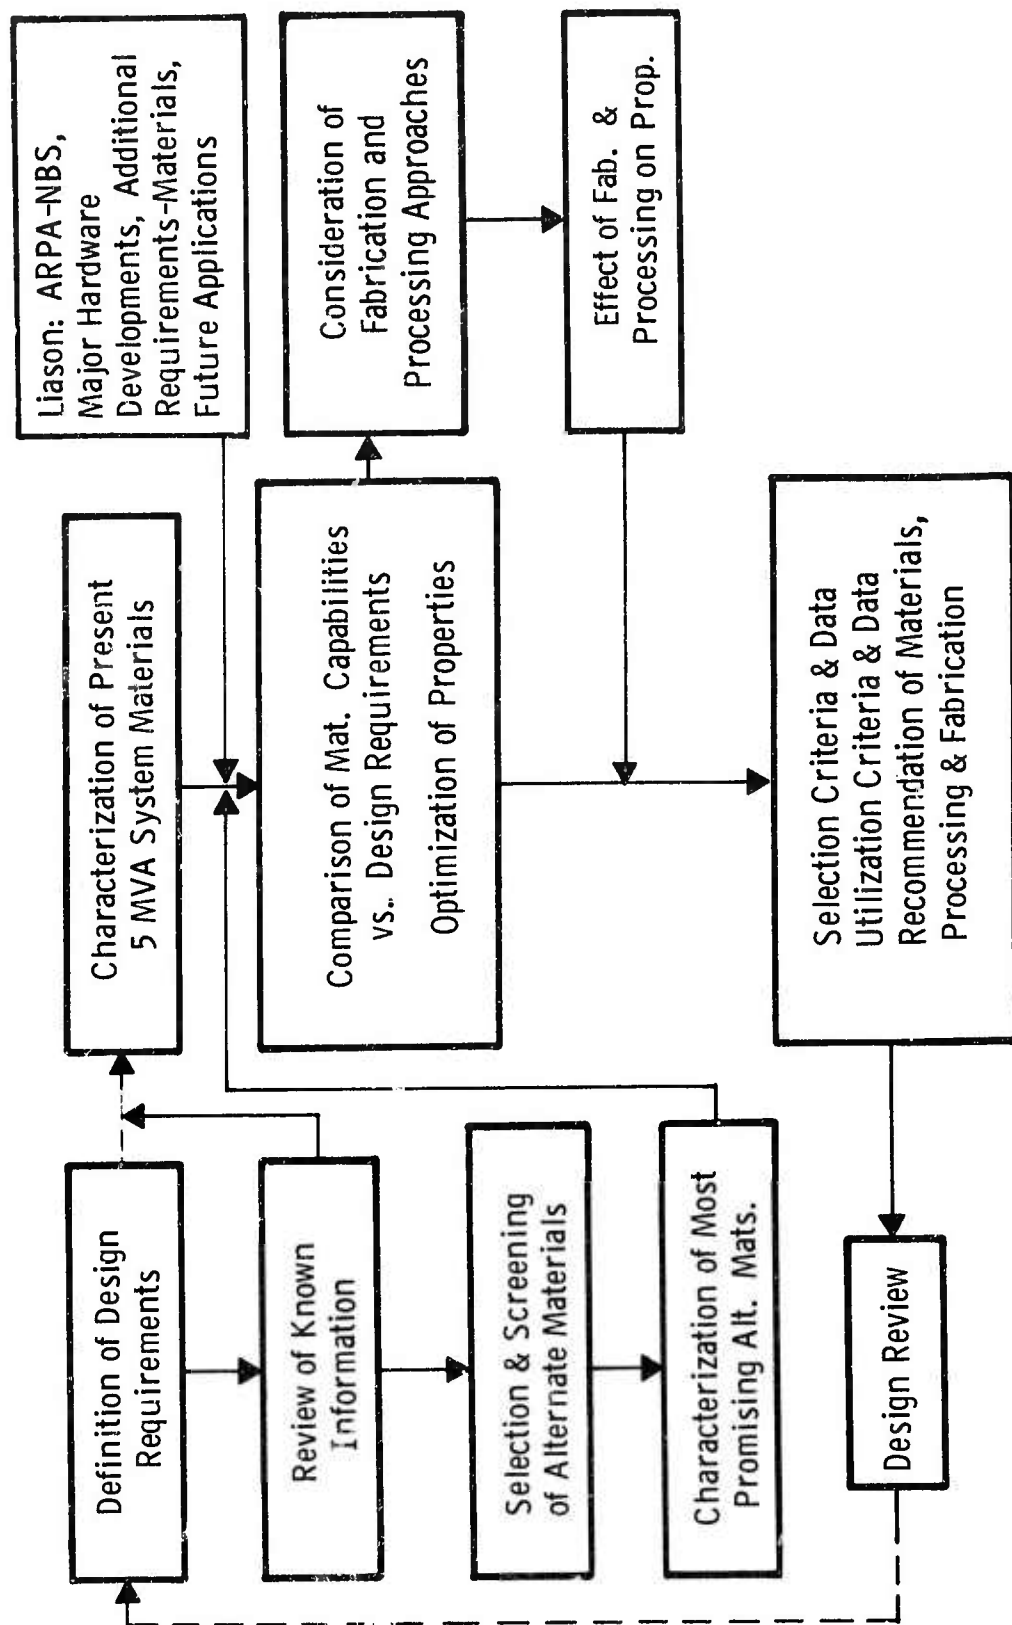 Definition of Design
Requirements
Review of Known
Information
Selection & Screening
of Alternate Materials
Characterization of Most
Promising Alt. Mats.
Design Review
Characterization of Present
5 MVA System Materials
Comparison of Mat. Capabilities
vs.. Design Requirements
Optimization of Properties
Selection Criteria & Data
Utilization Criteria & Data
Recommendation of Materials,
Processing & Fabrication
Liason: ARPA-NBS,
Major Hardware
Developments, Additional
Requirements-Materials,
Future Applications
Consideration of
Fabrication and
Processing Approaches
Effect of Fab. &
Processing on Prop.